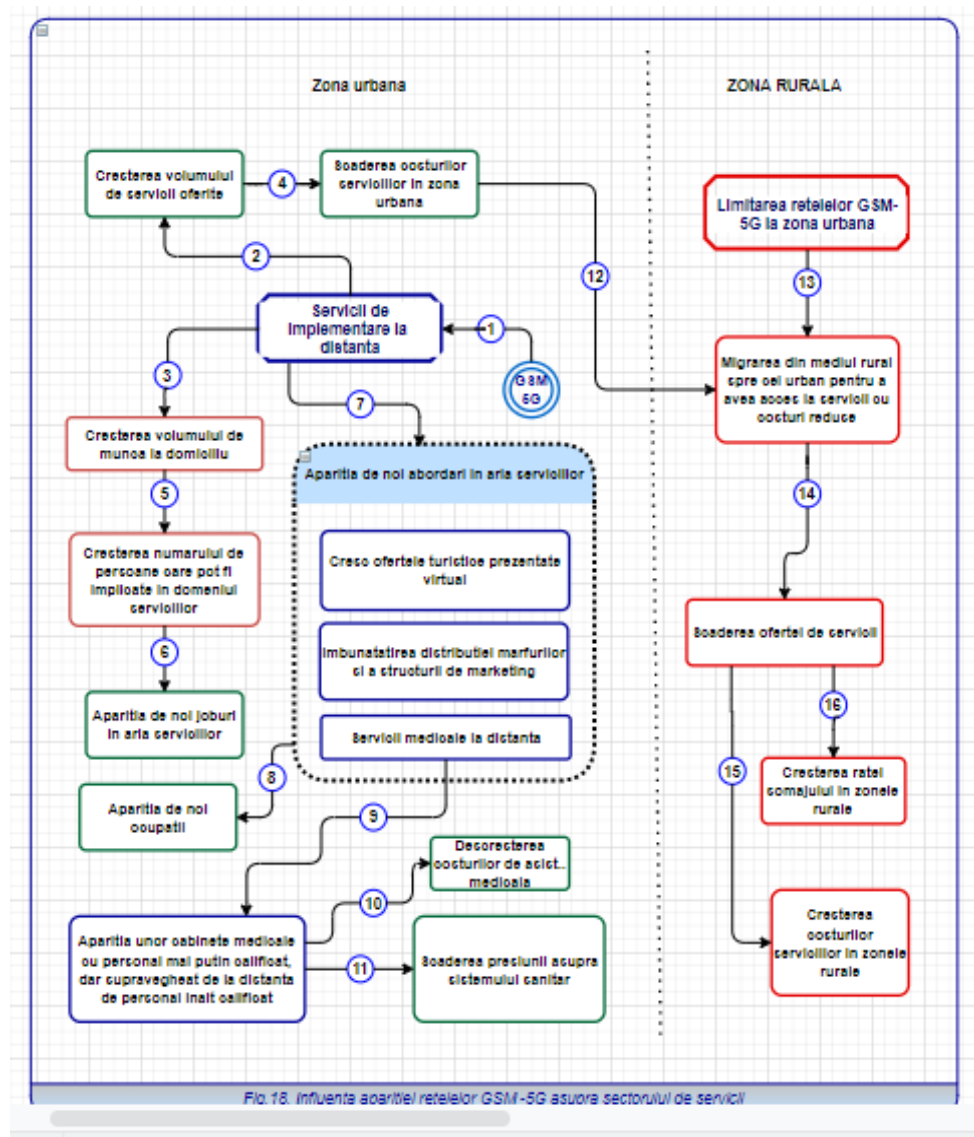 Zona urbana
ZONA RURALA
Cresterea volumului
de servicii oferite
4
Scaderea costurilor
serviciilor in zona
urbana
Limitarea retelelor GSM-
5G la zona urbana
2
12
13
Servicii de
implementare la
distanta
1
GSM
5G
3
7
Migrarea din mediul rural
spre cel urban pentru a
avea acces la servicii cu
costuri reduse
Cresterea volumului de
munca la domiciliu
5
Aparitia de noi abordari in aria serviciilor
14
Cresterea numarului de
persoane care pot fi
implicate in domeniul
serviciilor
Cresc ofertele turistice prezentate
virtual
6
Imbunatatirea distributiei marfurilor
si a structurii de marketing
Scaderea ofertei de servicii
Aparitia de noi joburi
in aria serviciilor
Servicii medicale la distanta
16
15
8
Cresterea ratei
somajului in zonele
rurale
Aparitia de noi
ocupatii
9
Descresterea
costurilor de asist...
medicala
10
Aparitia unor cabinete medicale
cu personal mai putin calificat,
dar supravegheat de la distanta
de personal inalt calificat
11
Scaderea presiunii asupra
sistemului sanitar
Cresterea
costurilor
serviciilor in zonele
rurale
Fig.18. Influenta aparitiei retelelor GSM -5G asupra sectorului de servicii